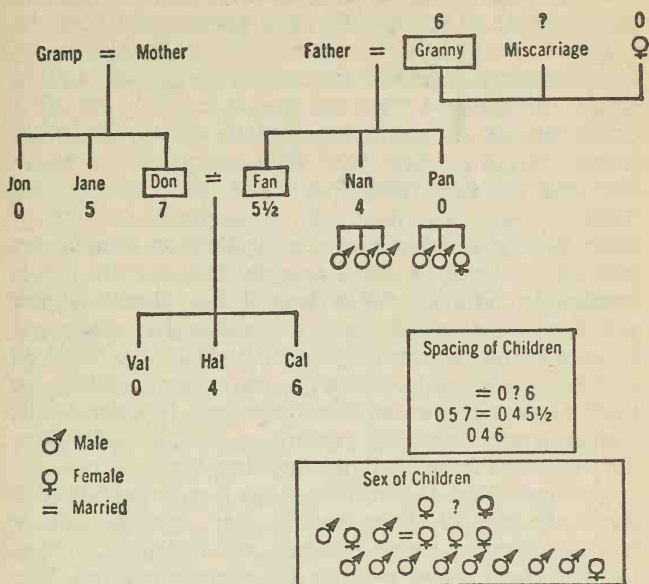 6 ? 0
Gramp = Mother Father = Granny Miscarriage ♀
Jon Jane Don = Fan Nan Pan
0 5 7 5½ 4 0
♂♂♂ ♂♂♀
Val Hal Cal
0 4 6
♂ Male
♀ Female
= Married
Spacing of Children
= 0 ? 6
0 5 7 = 0 4 5½
0 4 6
Sex of Children
♀ ? ♀
♂ ♀ ♂ = ♀ ♀ ♀
♂ ♂ ♂ ♂ ♂ ♂ ♂ ♂ ♀